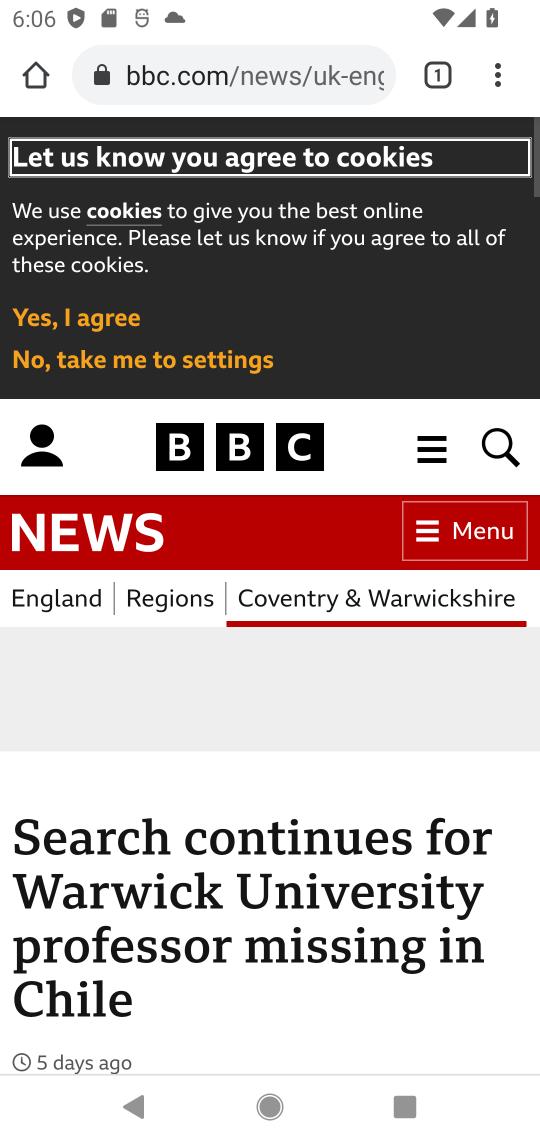 6:06
bbc.com/news/uk-eng
1
Let us know you agree to cookies
We use cookies to give you the best online
experience. Please let us know if you agree to all of
these cookies.
Yes, I agree
No, take me to settings
BBC
NEWS
Menu
England
Regions
Coventry & Warwickshire
Search continues for
Warwick University
professor missing in
Chile
5 days ago